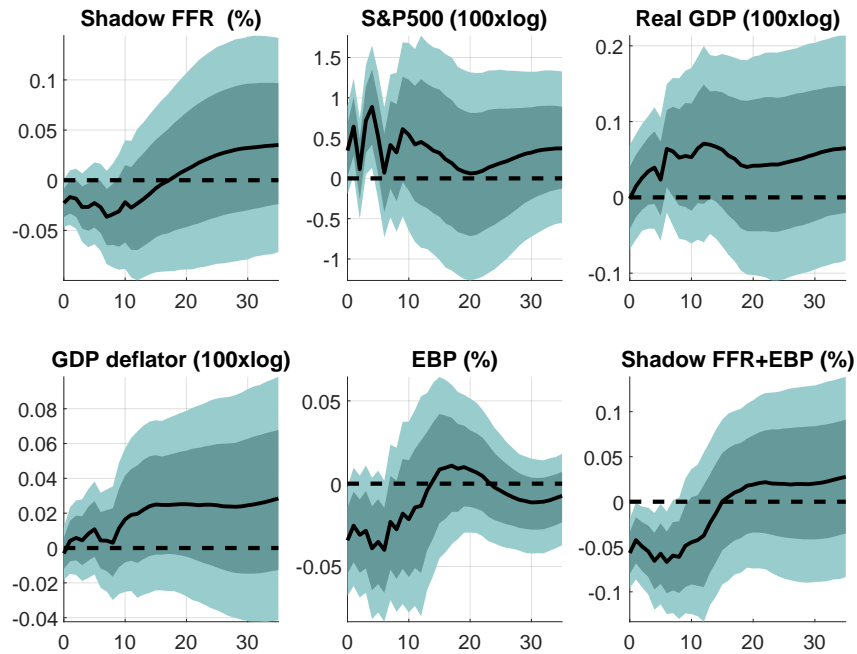 Shadow FFR (%)
S&P500 (100xlog)
Real GDP (100xlog)
0.1
0.05
0
-0.05
0 10 20 30
1.5
1
0.5
0
-0.5
-1
0 10 20 30
0.2
0.1
0
-0.1
0 10 20 30
GDP deflator (100xlog)
EBP (%)
Shadow FFR+EBP (%)
0.08
0.06
0.04
0.02
0
-0.02
-0.04
0 10 20 30
0.05
0
-0.05
0 10 20 30
0.1
0.05
0
-0.05
-0.1
0 10 20 30